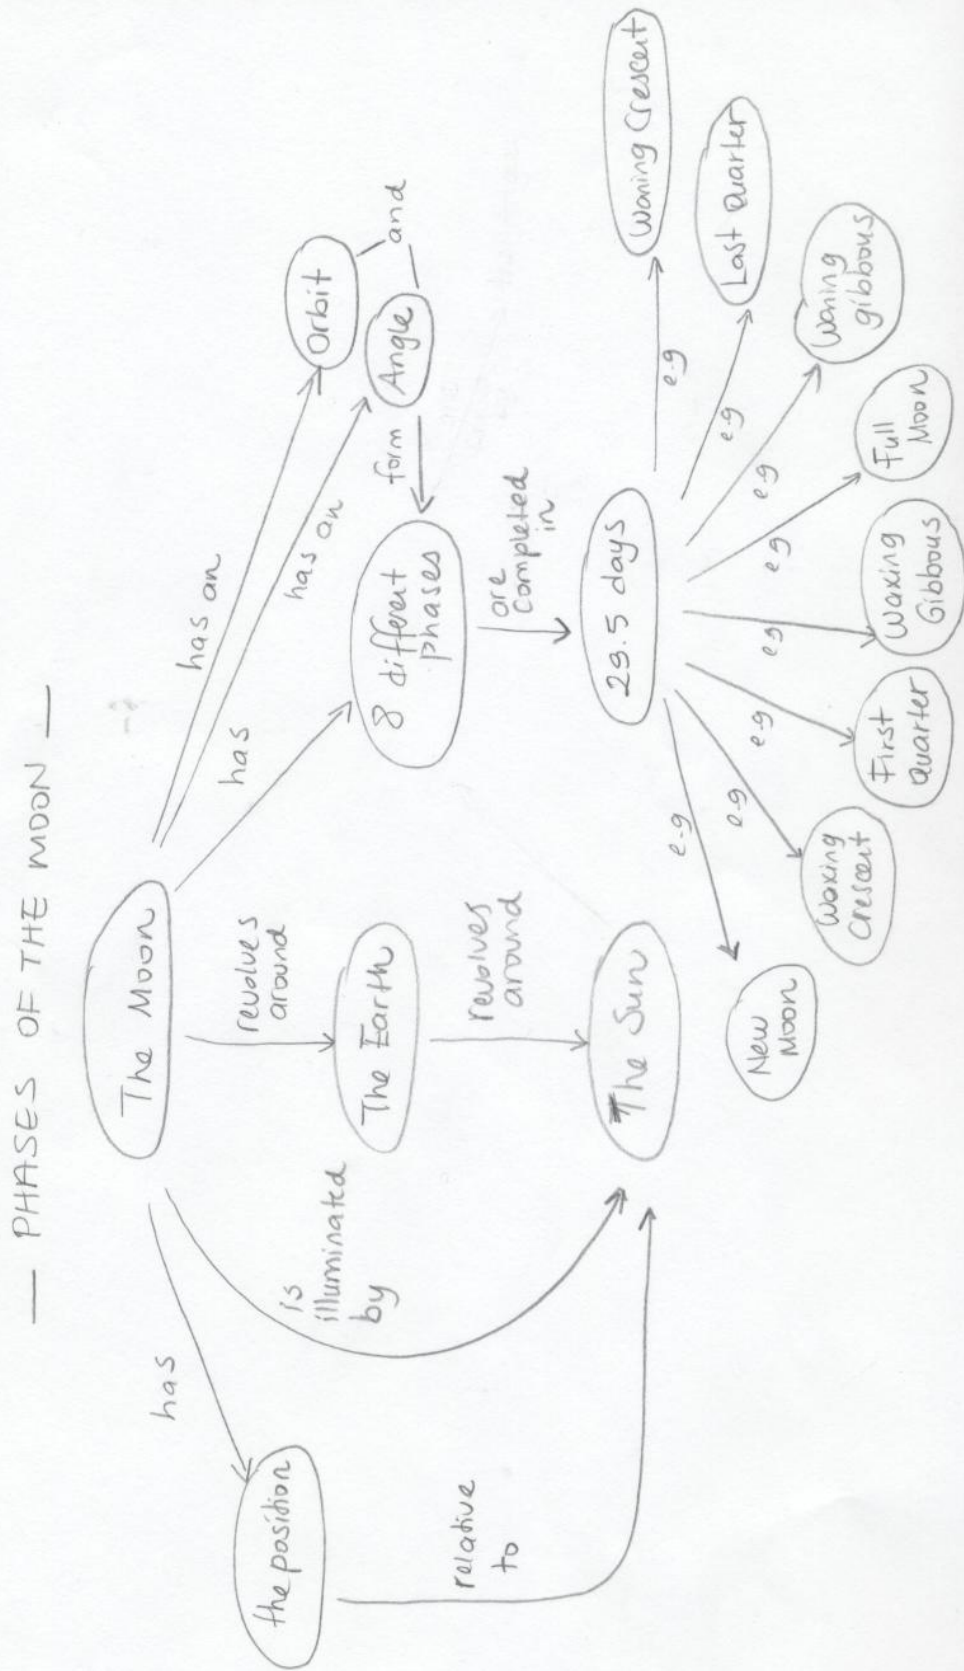 — PHASES OF THE MOON —
The Moon
has
the position
relative
to
is
illuminated
by
revolves
around
The Earth
revolves
around
The Sun
has
8 different
phases
has an
Orbit
has an
Angle
and
form
are
completed
in
29.5 days
e.g
New
Moon
e.g
Waxing
Crescent
e.g
First
Quarter
e.g
Waxing
Gibbous
e.g
Full
Moon
e.g
Waning
gibbous
e.g
Last Quarter
e.g
Waning Crescent